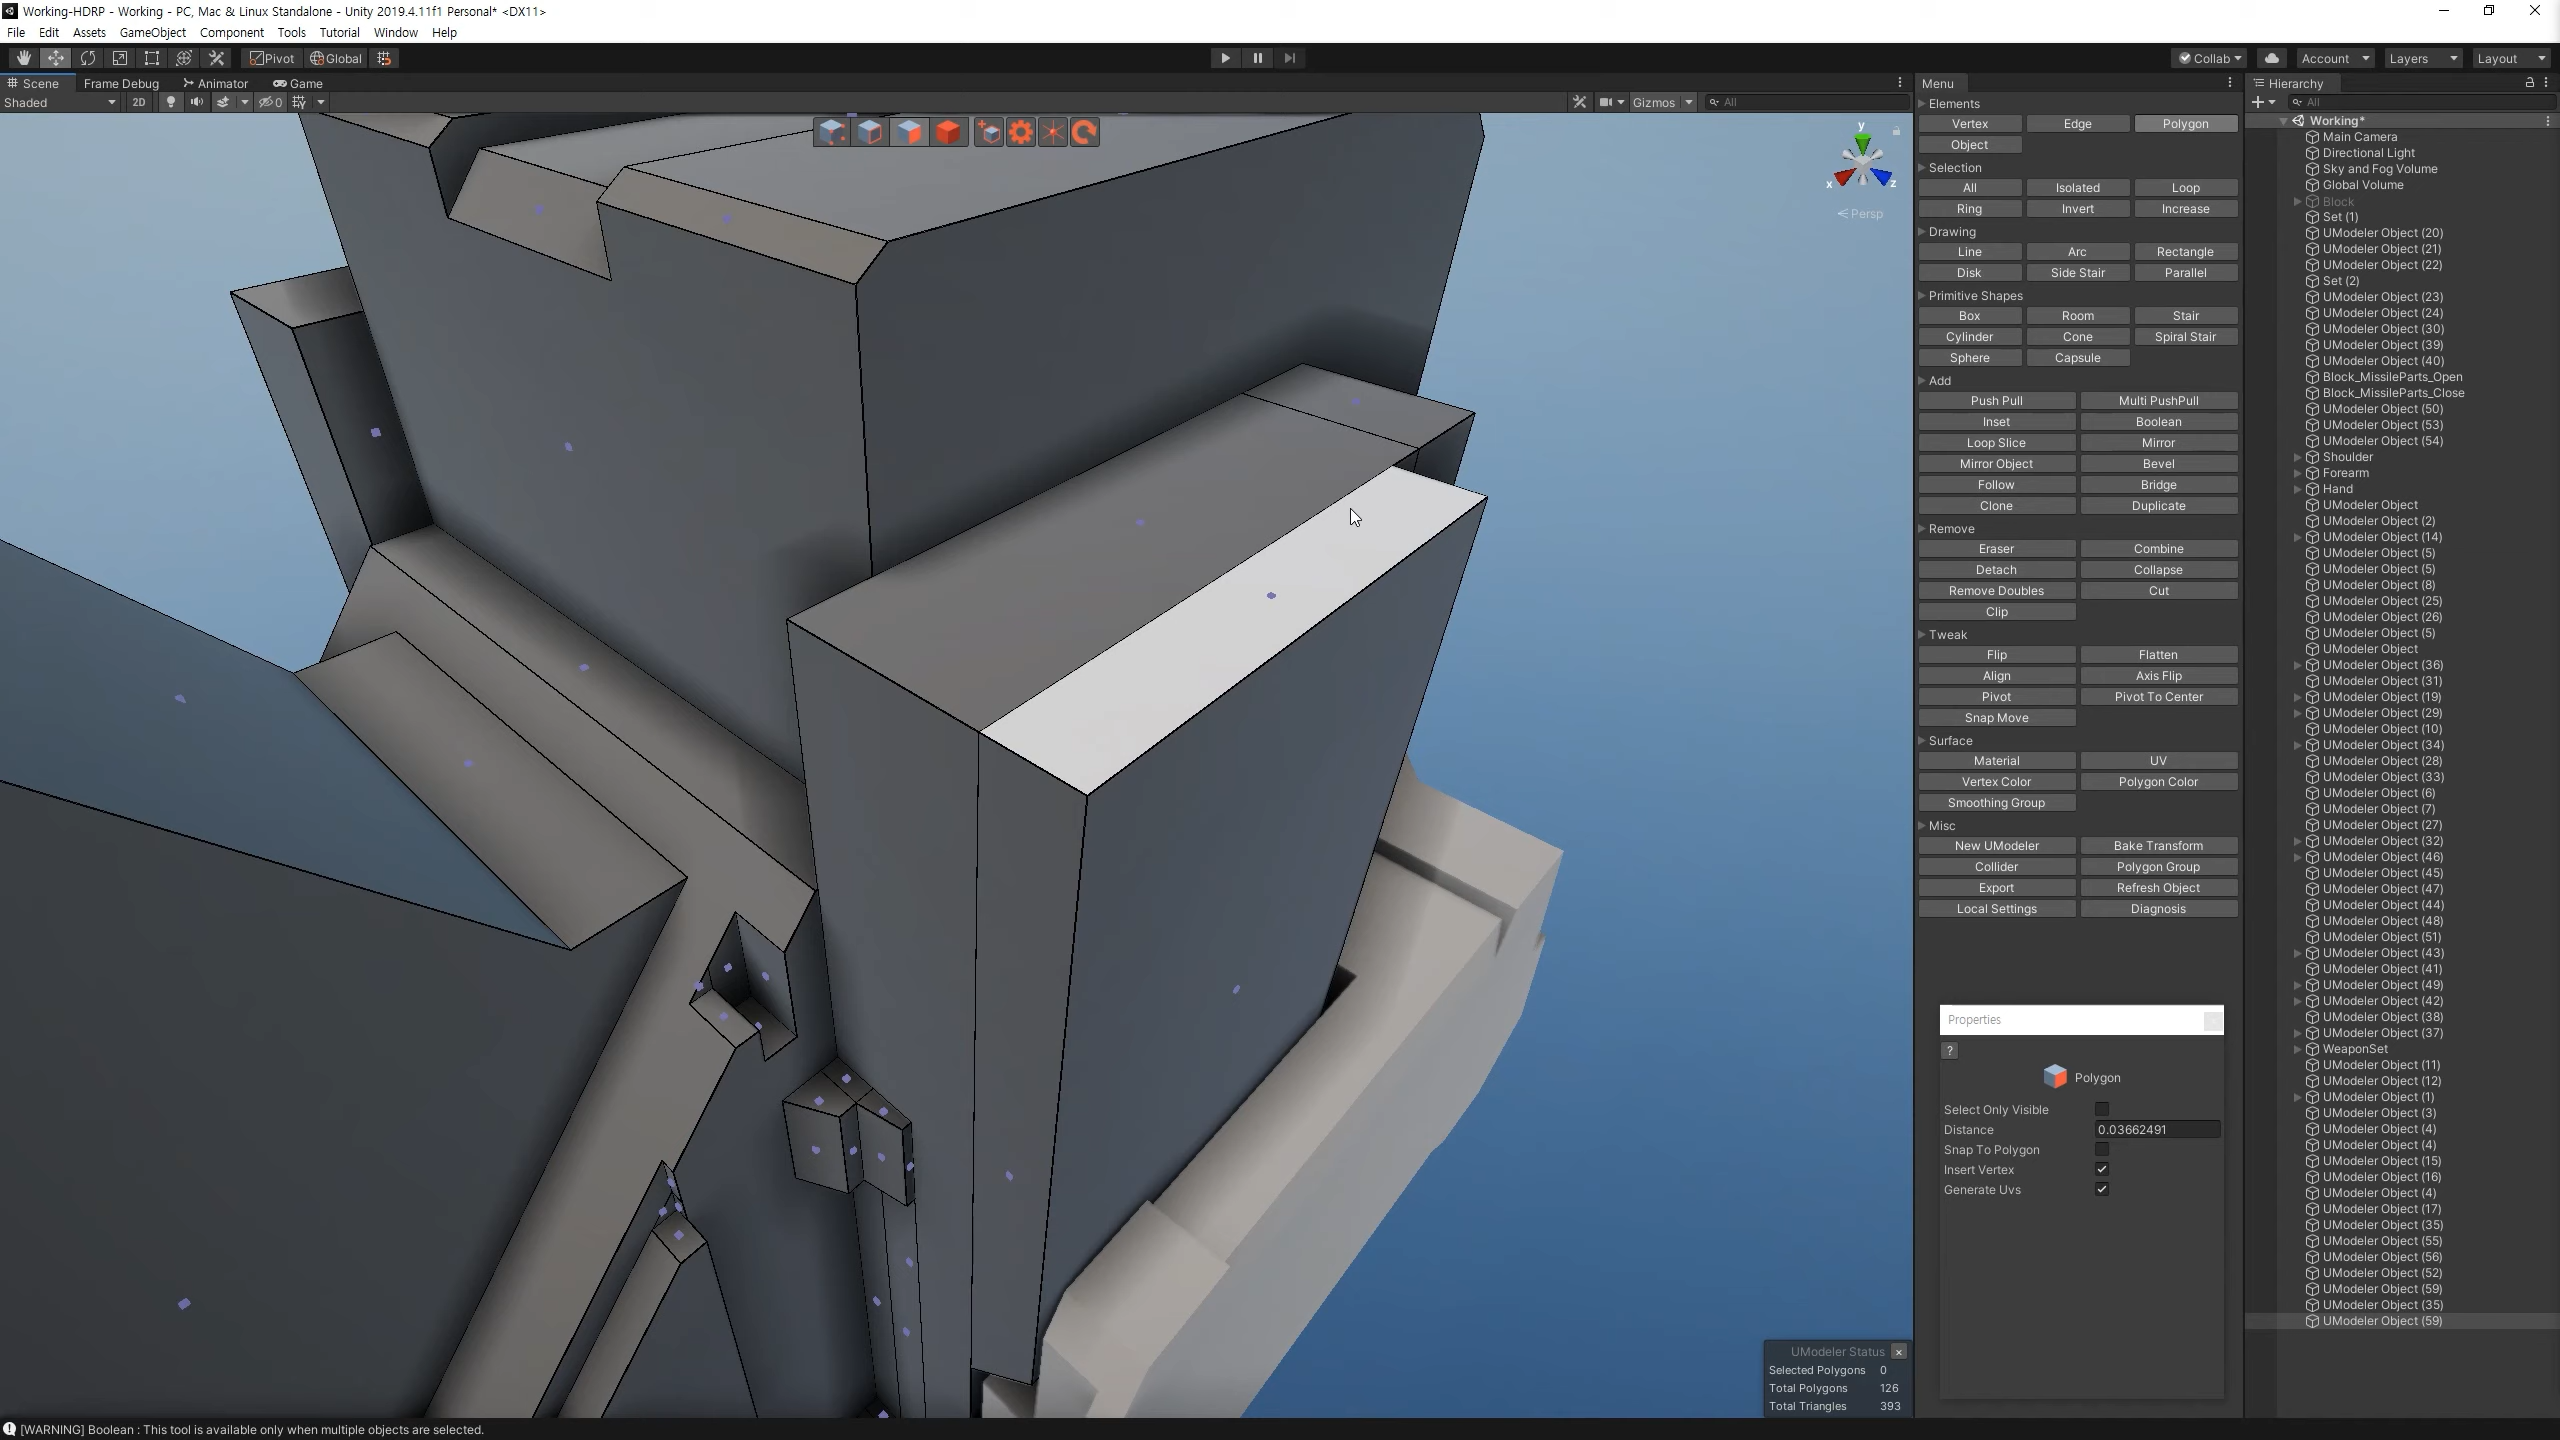 Working-HDRP - Working - PC, Mac & Linux Standalone - Unity 2019.4.11f1 Personal* <DX11>
File Edit Assets GameObject Component Tools Tutorial Window Help
Pivot Global Collab Account Layers Layout
Scene Frame Debug Animator Game
Shaded 2D 0 Gizmos All
y
x z
Persp
Menu
Elements
Vertex Edge Polygon
Object
Selection
All Isolated Loop
Ring Invert Increase
Drawing
Line Arc Rectangle
Disk Side Stair Parallel
Primitive Shapes
Box Room Stair
Cylinder Cone Spiral Stair
Sphere Capsule
Add
Push Pull Multi PushPull
Inset Boolean
Loop Slice Mirror
Mirror Object Bevel
Follow Bridge
Clone Duplicate
Remove
Eraser Combine
Detach Collapse
Remove Doubles Cut
Clip
Tweak
Flip Flatten
Align Axis Flip
Pivot Pivot To Center
Snap Move
Surface
Material UV
Vertex Color Polygon Color
Smoothing Group
Misc
New UModeler Bake Transform
Collider Polygon Group
Export Refresh Object
Local Settings Diagnosis
Properties
?
Polygon
Select Only Visible
Distance 0.03662491
Snap To Polygon
Insert Vertex
Generate Uvs
Hierarchy
All
Working*
Main Camera
Directional Light
Sky and Fog Volume
Global Volume
Block
Set (1)
UModeler Object (20)
UModeler Object (21)
UModeler Object (22)
Set (2)
UModeler Object (23)
UModeler Object (24)
UModeler Object (30)
UModeler Object (39)
UModeler Object (40)
Block_MissileParts_Open
Block_MissileParts_Close
UModeler Object (50)
UModeler Object (53)
UModeler Object (54)
Shoulder
Forearm
Hand
UModeler Object
UModeler Object (2)
UModeler Object (14)
UModeler Object (5)
UModeler Object (5)
UModeler Object (8)
UModeler Object (25)
UModeler Object (26)
UModeler Object (5)
UModeler Object
UModeler Object (36)
UModeler Object (31)
UModeler Object (19)
UModeler Object (29)
UModeler Object (10)
UModeler Object (34)
UModeler Object (28)
UModeler Object (33)
UModeler Object (6)
UModeler Object (7)
UModeler Object (27)
UModeler Object (32)
UModeler Object (46)
UModeler Object (45)
UModeler Object (47)
UModeler Object (44)
UModeler Object (48)
UModeler Object (51)
UModeler Object (43)
UModeler Object (41)
UModeler Object (49)
UModeler Object (42)
UModeler Object (38)
UModeler Object (37)
WeaponSet
UModeler Object (11)
UModeler Object (12)
UModeler Object (1)
UModeler Object (3)
UModeler Object (4)
UModeler Object (4)
UModeler Object (15)
UModeler Object (16)
UModeler Object (4)
UModeler Object (17)
UModeler Object (35)
UModeler Object (55)
UModeler Object (56)
UModeler Object (52)
UModeler Object (59)
UModeler Object (35)
UModeler Object (59)
UModeler Status
Selected Polygons 0
Total Polygons 126
Total Triangles 393
[WARNING] Boolean : This tool is available only when multiple objects are selected.